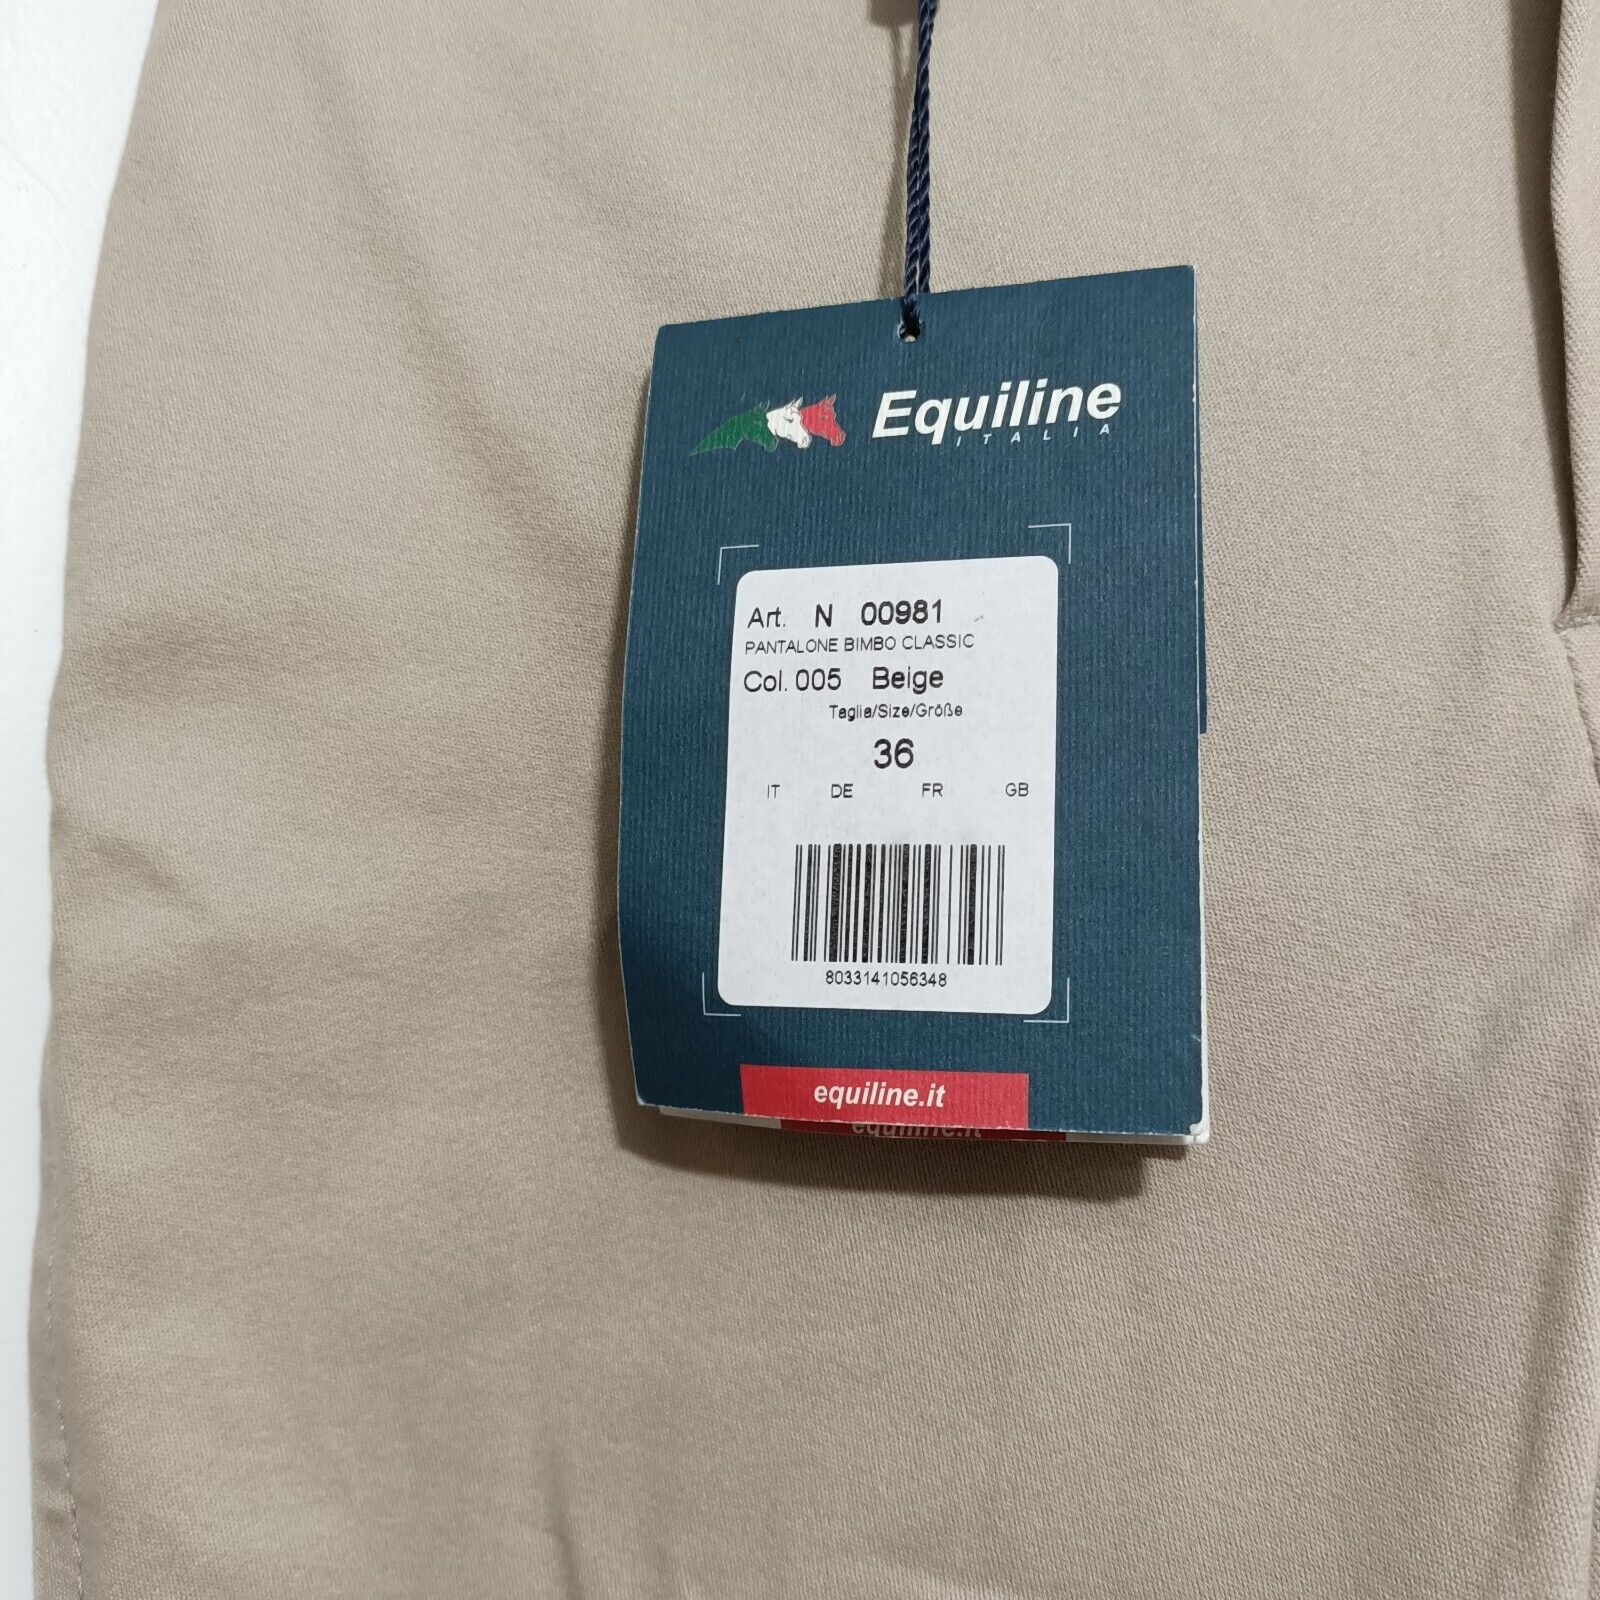 Equiline
ITALIA
Art. N 00981
PANTALONE BIMBO CLASSIC
Col. 005 Beige
Taglia/Size/Größe
36
IT DE FR GB
8033141056348
equiline.it
equiline.it